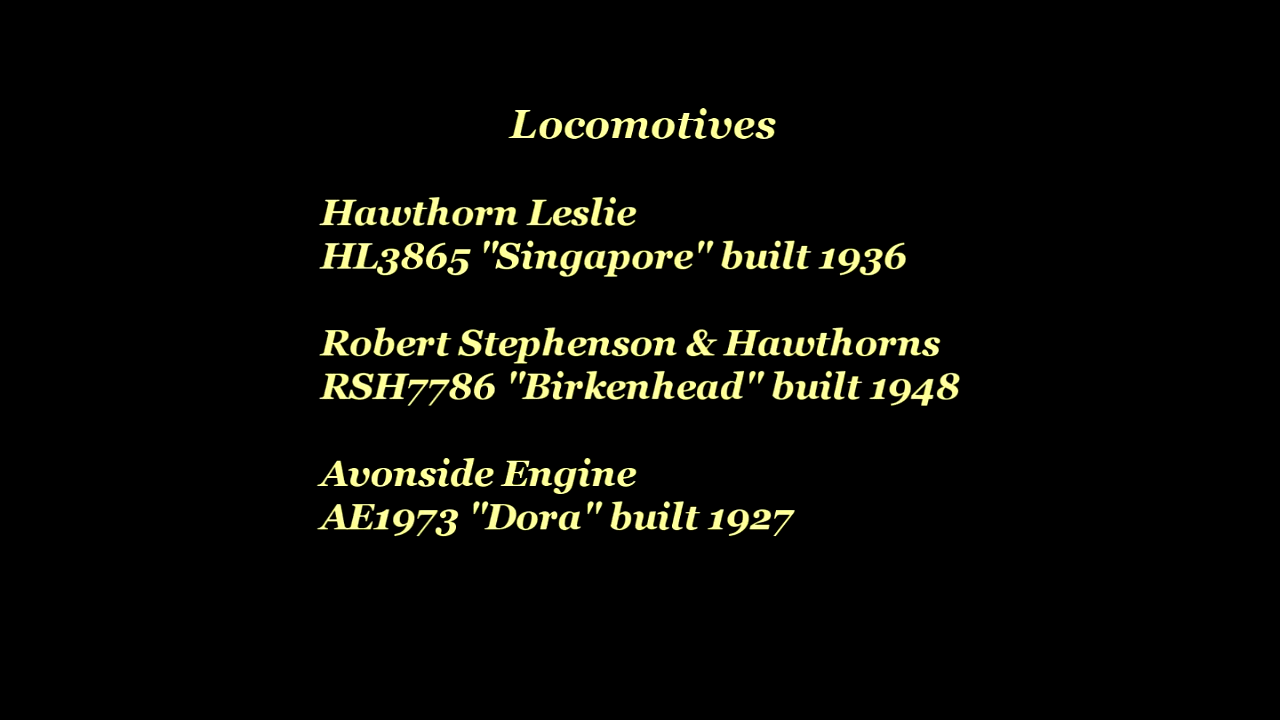 Locomotives
Hawthorn Leslie
HL3865 "Singapore" built 1936
Robert Stephenson & Hawthorns
RSH7786 "Birkenhead" built 1948
Avonside Engine
AE1973 "Dora" built 1927